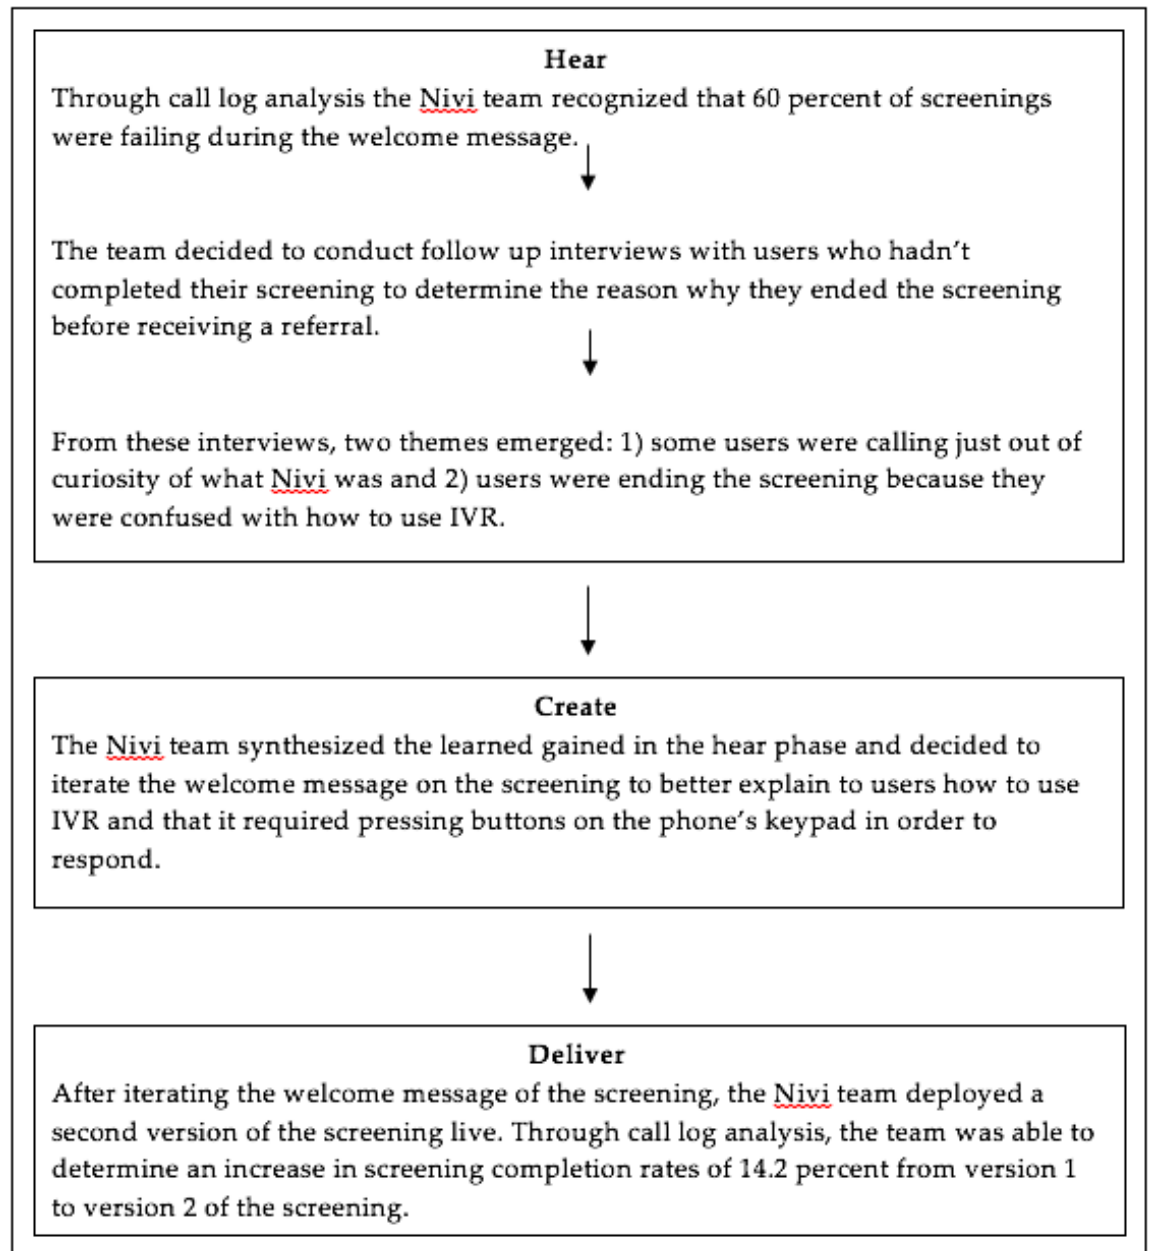 Hear
Through call log analysis the Nivi team recognized that 60 percent of screenings
were failing during the welcome message.
The team decided to conduct follow up interviews with users who hadn’t
completed their screening to determine the reason why they ended the screening
before receiving a referral.
From these interviews, two themes emerged: 1) some users were calling just out of
curiosity of what Nivi was and 2) users were ending the screening because they
were confused with how to use IVR.
Create
The Nivi team synthesized the learned gained in the hear phase and decided to
iterate the welcome message on the screening to better explain to users how to use
IVR and that it required pressing buttons on the phone’s keypad in order to
respond.
Deliver
After iterating the welcome message of the screening, the Nivi team deployed a
second version of the screening live. Through call log analysis, the team was able to
determine an increase in screening completion rates of 14.2 percent from version 1
to version 2 of the screening.